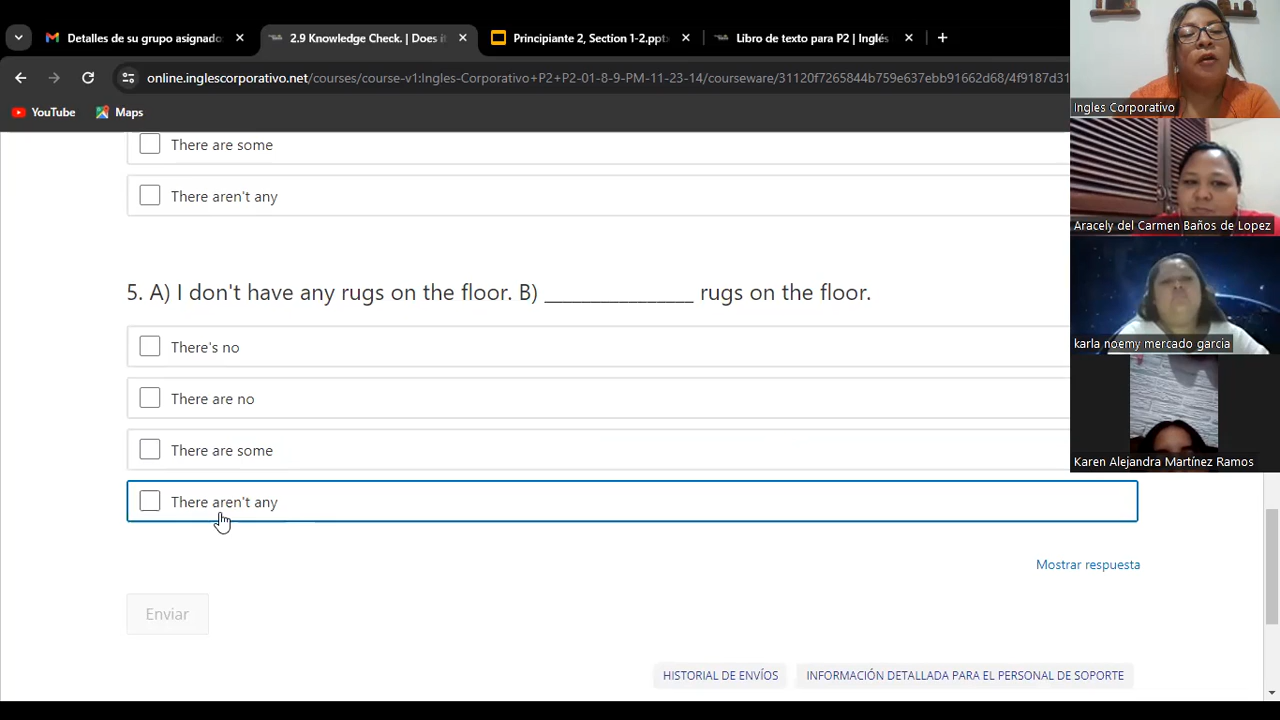 Detalles de su grupo asignado
2.9 Knowledge Check. | Does it
Principiante 2, Section 1-2.pptx
Libro de texto para P2 | Inglés
online.inglescorporativo.net/courses/course-v1:Ingles-Corporativo+P2+P2-01-8-9-PM-11-23-14/courseware/31120f7265844b759e637ebb91662d68/4f9187d31
YouTube
Maps
There are some
There aren't any
5. A) I don't have any rugs on the floor. B) ________________ rugs on the floor.
There's no
There are no
There are some
There aren't any
Mostrar respuesta
Enviar
HISTORIAL DE ENVÍOS
INFORMACIÓN DETALLADA PARA EL PERSONAL DE SOPORTE
Ingles Corporativo
Aracely del Carmen Baños de Lopez
karla noemy mercado garcia
Karen Alejandra Martínez Ramos